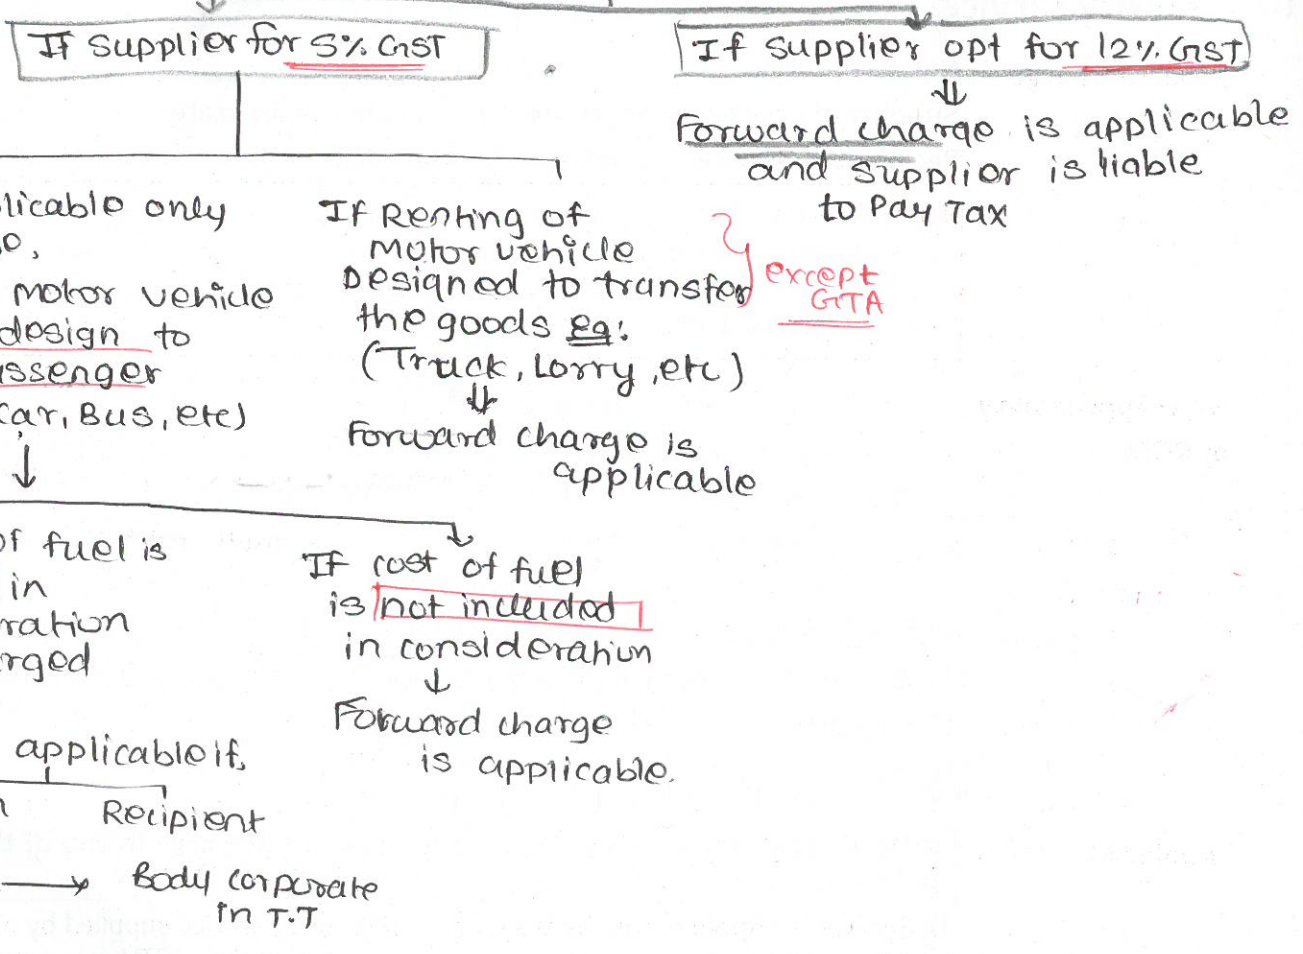 If supplier for 5% GST
If supplier opt for 12% GST
Forward charge is applicable
and supplier is liable
to Pay Tax
licable only
If Renting of
Motor vehicle
Designed to transfer
the goods Eg:
(Truck, Lorry, etc)
except
GTA
motor vehicle
design to
ssenger
Car, Bus, etc)
Forward charge is
applicable
of fuel is
in
ration
rged
If cost of fuel
is not included
in consideration
Forward charge
is applicable.
applicable if,
Recipient
Body corporate
in T.T